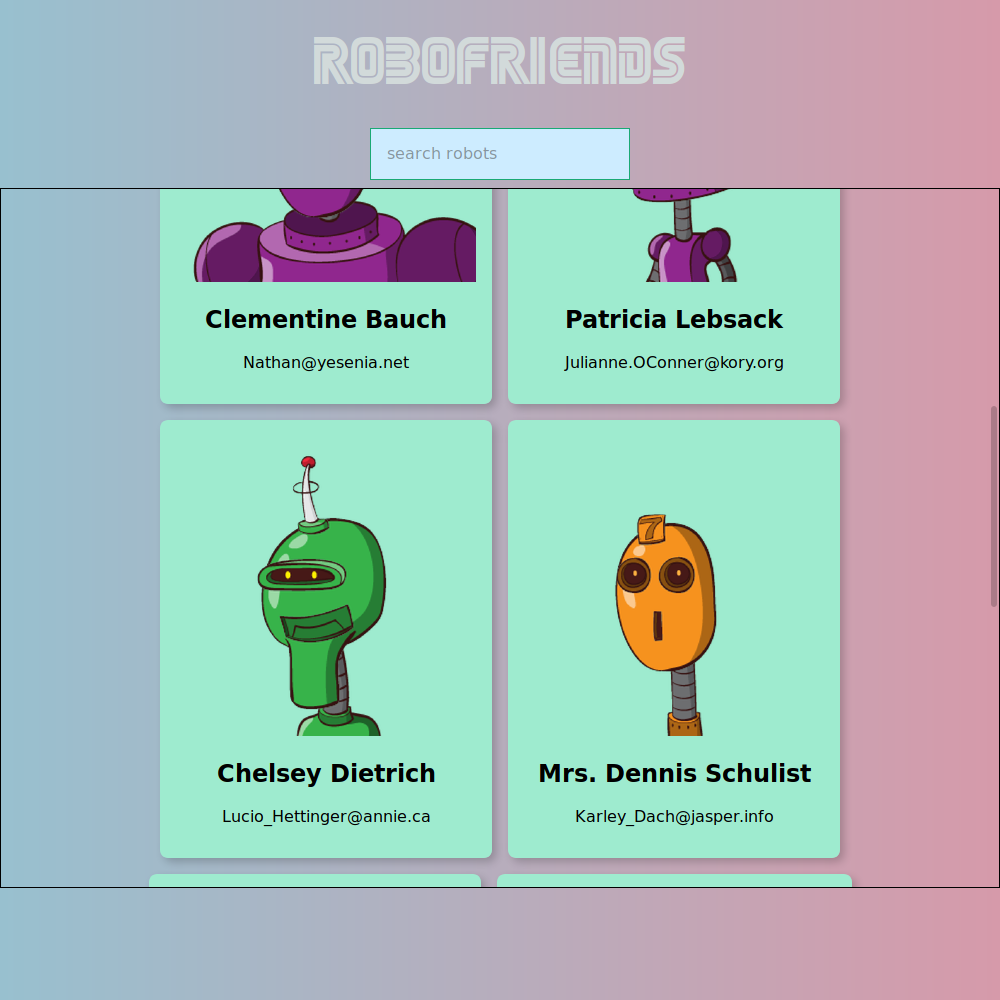 ROBOFRIENDS
search robots
Clementine Bauch
Nathan@yesenia.net
Patricia Lebsack
Julianne.OConner@kory.org
7
Chelsey Dietrich
Lucio_Hettinger@annie.ca
Mrs. Dennis Schulist
Karley_Dach@jasper.info